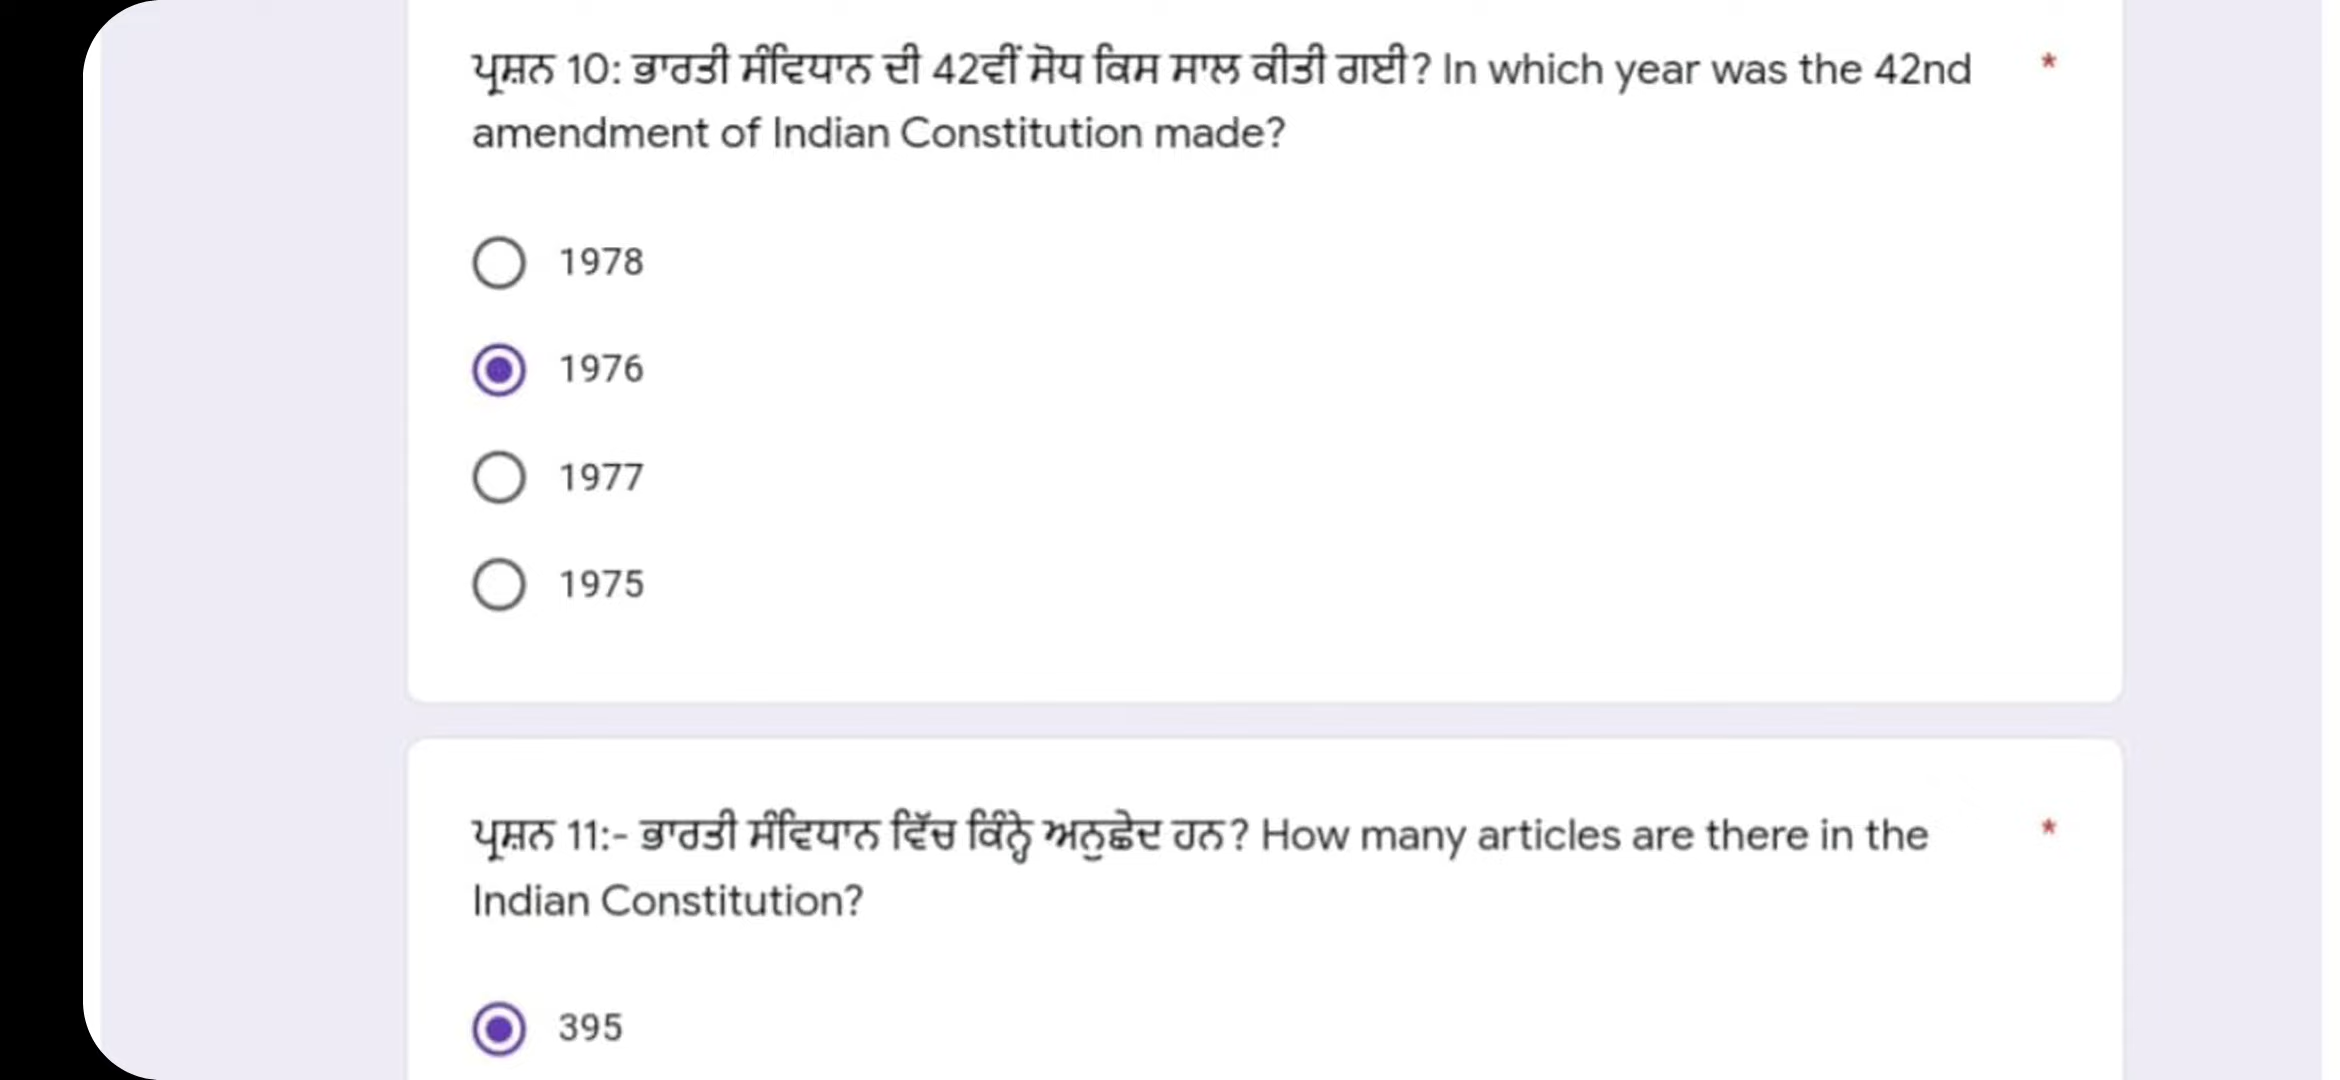 ਪ੍ਰਸ਼ਨ 10: ਭਾਰਤੀ ਸੰਵਿਧਾਨ ਦੀ 42ਵੀਂ ਸੋਧ ਕਿਸ ਸਾਲ ਕੀਤੀ ਗਈ? In which year was the 42nd *
amendment of Indian Constitution made?
1978
1976
1977
1975
ਪ੍ਰਸ਼ਨ 11:- ਭਾਰਤੀ ਸੰਵਿਧਾਨ ਵਿੱਚ ਕਿੰਨ੍ਹੇ ਅਨੁਛੇਦ ਹਨ? How many articles are there in the *
Indian Constitution?
395